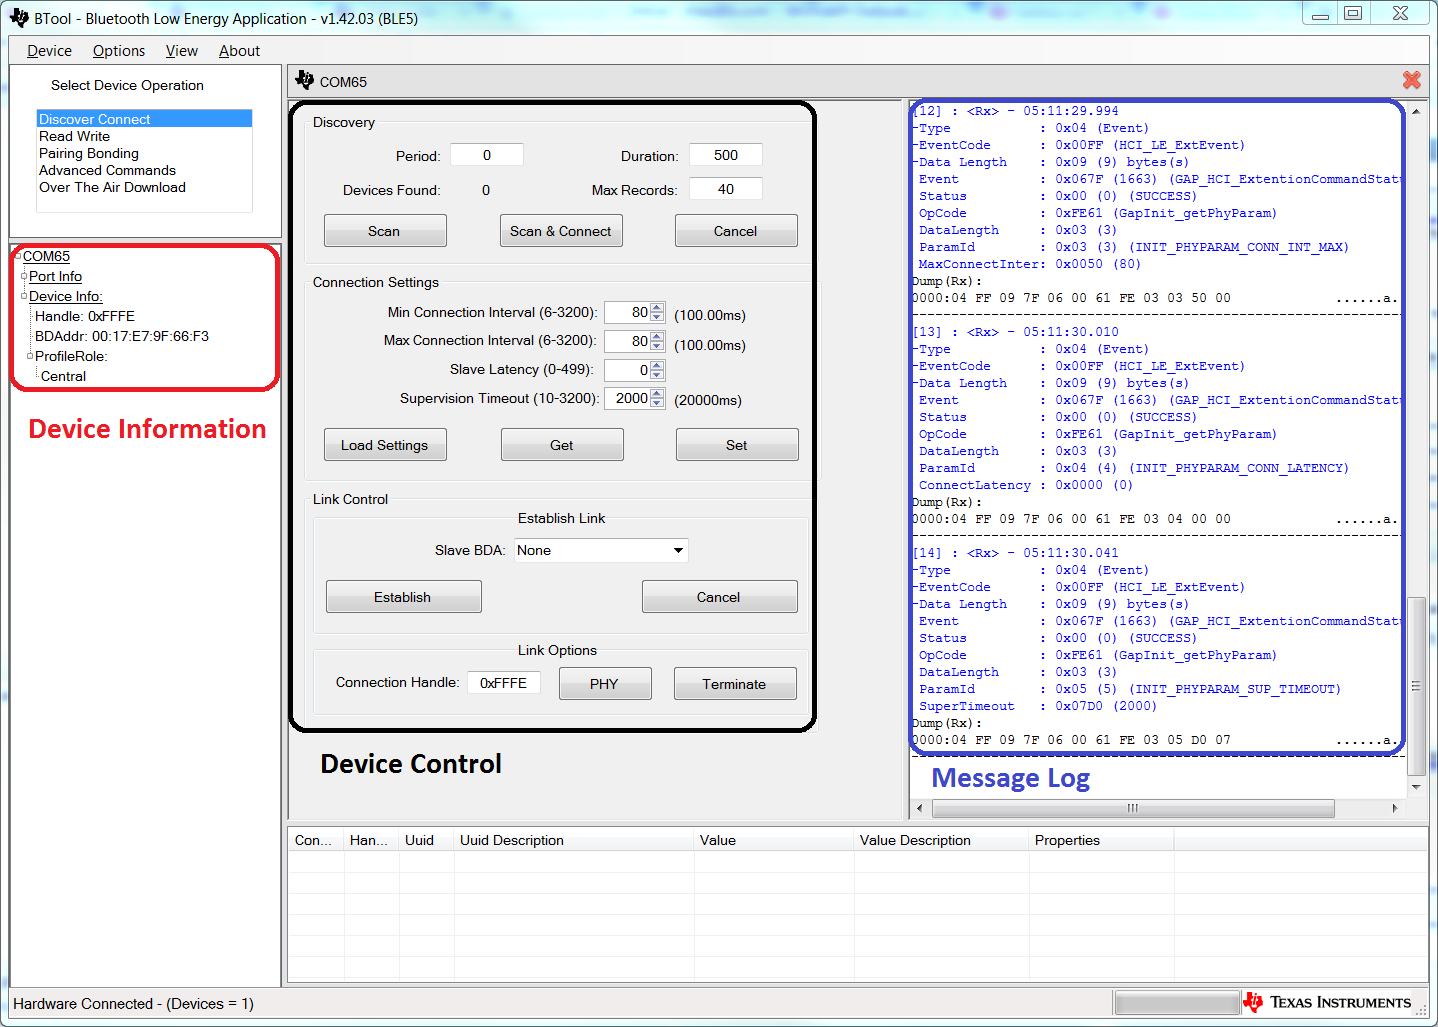 BTool - Bluetooth Low Energy Application - v1.42.03 (BLE5)
Device Options View About
Select Device Operation
Discover Connect
Read Write
Pairing Bonding
Advanced Commands
Over The Air Download
COM65
Port Info
Device Info:
Handle: 0xFFFE
BDAddr: 00:17:E7:9F:66:F3
ProfileRole:
Central
Device Information
COM65
Discovery
Period: 0 Duration: 500
Devices Found: 0 Max Records: 40
Scan Scan & Connect Cancel
Connection Settings
Min Connection Interval (6-3200): 80 (100.00ms)
Max Connection Interval (6-3200): 80 (100.00ms)
Slave Latency (0-499): 0
Supervision Timeout (10-3200): 2000 (20000ms)
Load Settings Get Set
Link Control
Establish Link
Slave BDA: None
Establish Cancel
Link Options
Connection Handle: 0xFFFE PHY Terminate
Device Control
[12] : <Rx> - 05:11:29.994
-Type : 0x04 (Event)
-EventCode : 0x00FF (HCI_LE_ExtEvent)
-Data Length : 0x09 (9) bytes(s)
Event : 0x067F (1663) (GAP_HCI_ExtentionCommandStatu
Status : 0x00 (0) (SUCCESS)
OpCode : 0xFE61 (GapInit_getPhyParam)
DataLength : 0x03 (3)
ParamId : 0x03 (3) (INIT_PHYPARAM_CONN_INT_MAX)
MaxConnectInter: 0x0050 (80)
Dump(Rx):
0000:04 FF 09 7F 06 00 61 FE 03 03 50 00 ......a.
[13] : <Rx> - 05:11:30.010
-Type : 0x04 (Event)
-EventCode : 0x00FF (HCI_LE_ExtEvent)
-Data Length : 0x09 (9) bytes(s)
Event : 0x067F (1663) (GAP_HCI_ExtentionCommandStatu
Status : 0x00 (0) (SUCCESS)
OpCode : 0xFE61 (GapInit_getPhyParam)
DataLength : 0x03 (3)
ParamId : 0x04 (4) (INIT_PHYPARAM_CONN_LATENCY)
ConnectLatency : 0x0000 (0)
Dump(Rx):
0000:04 FF 09 7F 06 00 61 FE 03 04 00 00 ......a.
[14] : <Rx> - 05:11:30.041
-Type : 0x04 (Event)
-EventCode : 0x00FF (HCI_LE_ExtEvent)
-Data Length : 0x09 (9) bytes(s)
Event : 0x067F (1663) (GAP_HCI_ExtentionCommandStatu
Status : 0x00 (0) (SUCCESS)
OpCode : 0xFE61 (GapInit_getPhyParam)
DataLength : 0x03 (3)
ParamId : 0x05 (5) (INIT_PHYPARAM_SUP_TIMEOUT)
SuperTimeout : 0x07D0 (2000)
Dump(Rx):
0000:04 FF 09 7F 06 00 61 FE 03 05 D0 07 ......a.
Message Log
Con... Han... Uuid Uuid Description Value Value Description Properties
Hardware Connected - (Devices = 1)
TEXAS INSTRUMENTS